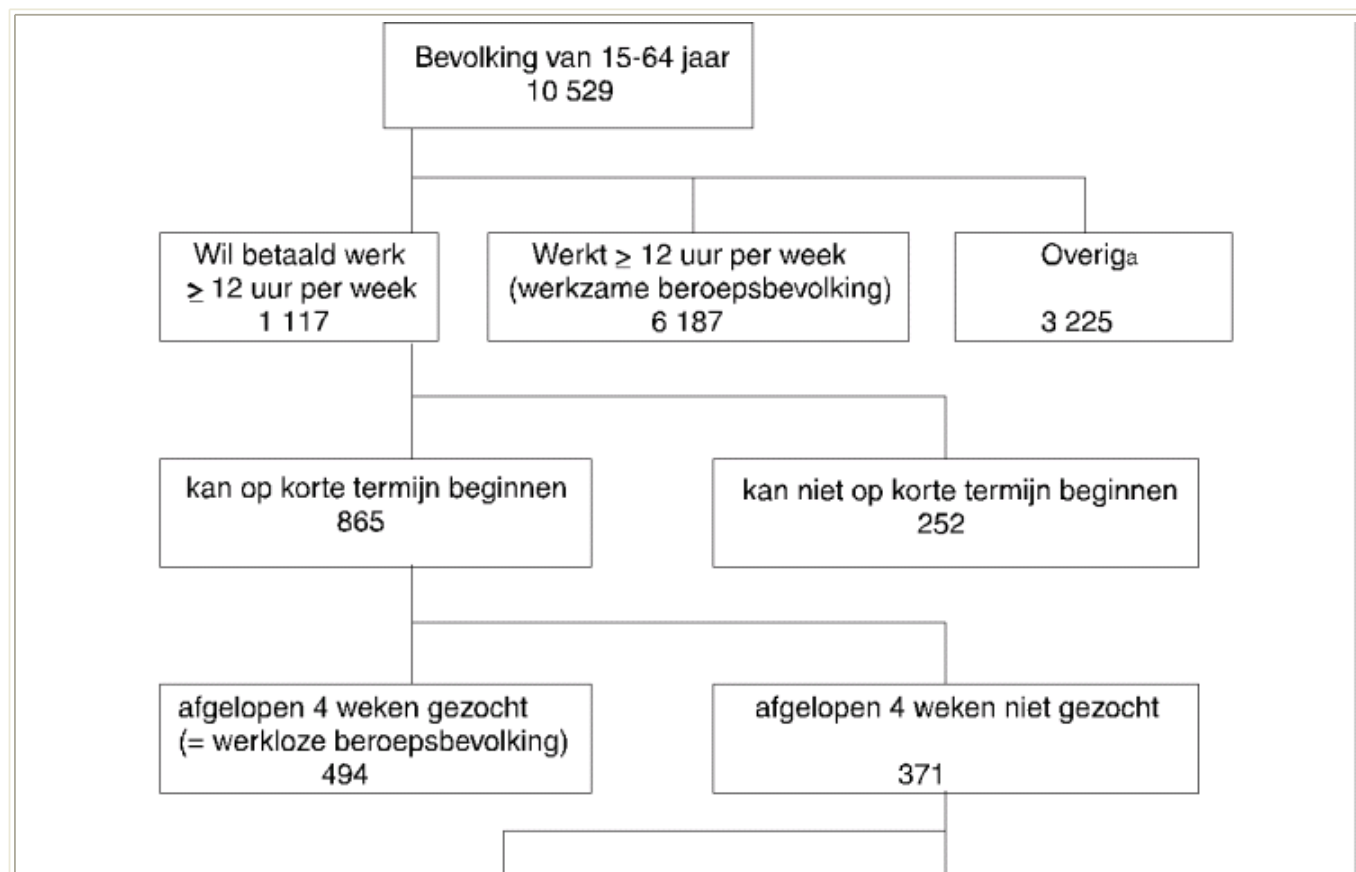 Bevolking van 15-64 jaar
10 529
Wil betaald werk
≥ 12 uur per week
1 117
Werkt ≥ 12 uur per week
(werkzame beroepsbevolking)
6 187
Overiga
3 225
kan op korte termijn beginnen
865
kan niet op korte termijn beginnen
252
afgelopen 4 weken gezocht
(= werkloze beroepsbevolking)
494
afgelopen 4 weken niet gezocht
371